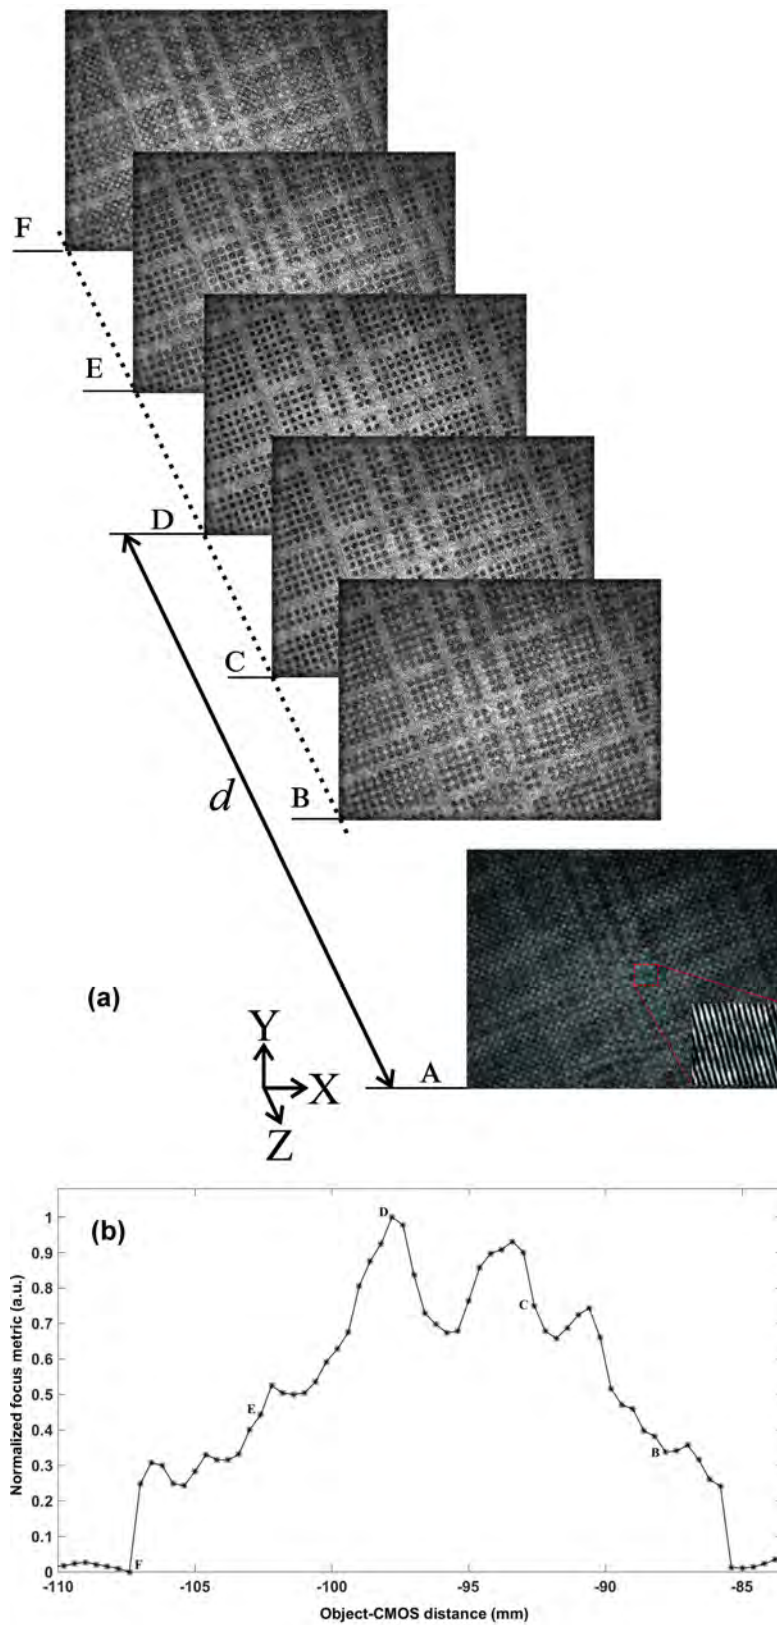 F
E
D
C
d
B
(a)
Y
X
A
Z
(b)
D
C
E
B
F
Normalized focus metric (a.u.)
1
0.9
0.8
0.7
0.6
0.5
0.4
0.3
0.2
0.1
0
-110
-105
-100
-95
-90
-85
Object-CMOS distance (mm)